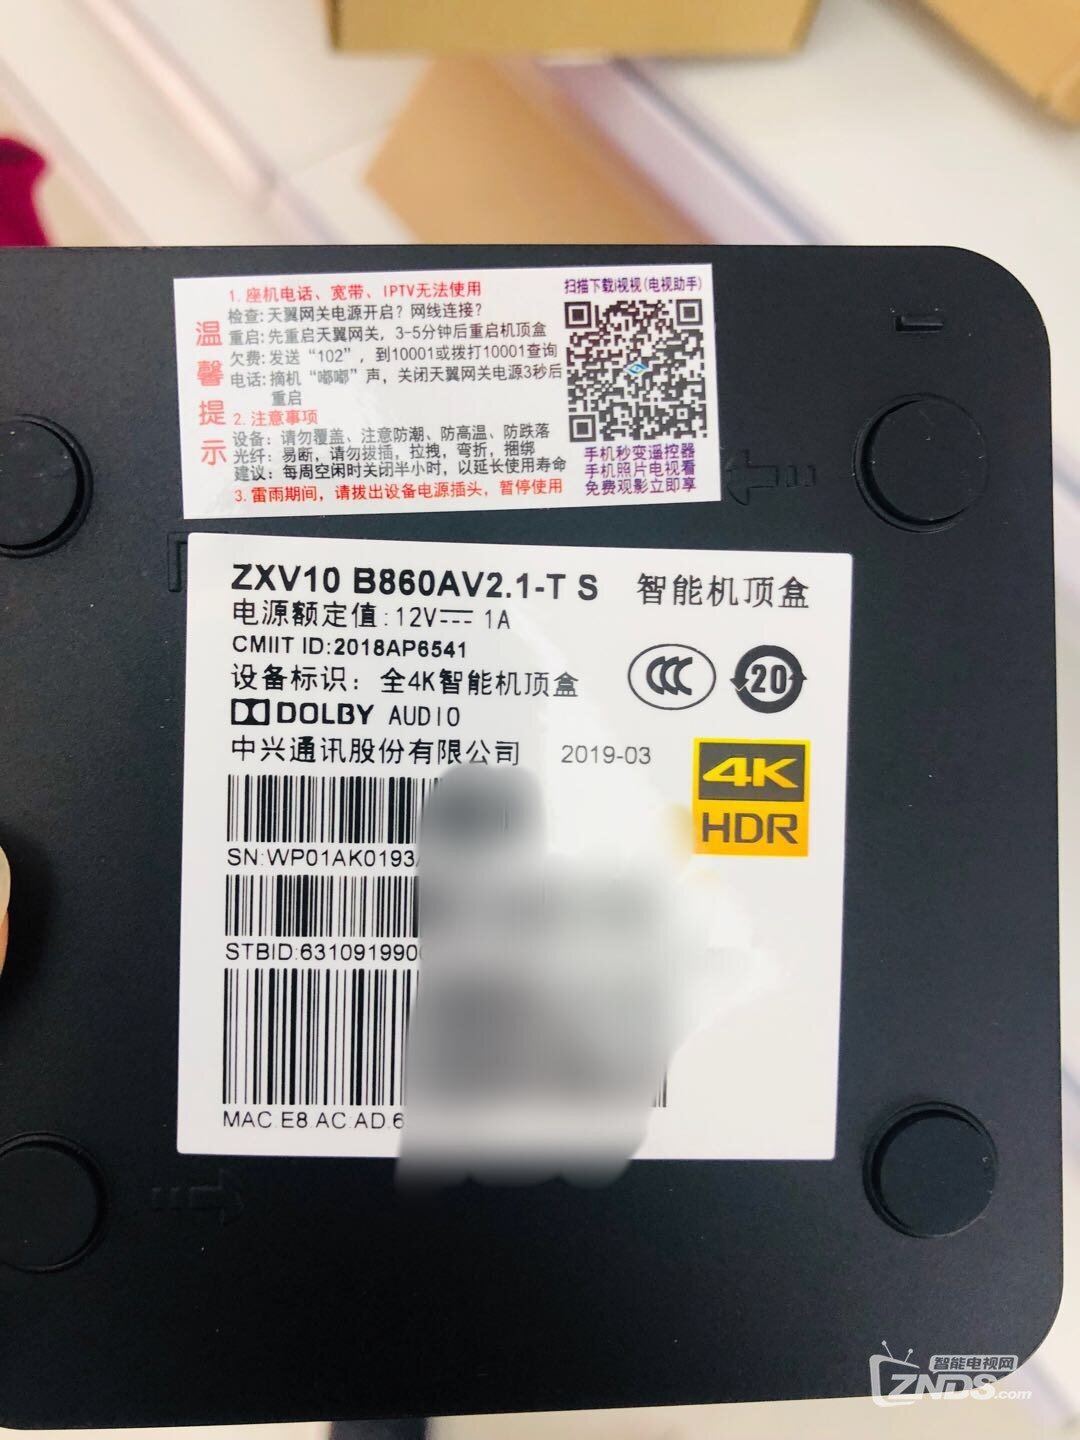 温馨提示
1. 座机电话、宽带、IPTV无法使用
检查: 天翼网关电源开启？网线连接？
重启: 先重启天翼网关，3-5分钟后重启机顶盒
欠费: 发送“102”，到10001或拨打10001查询
电话: 摘机“嘟嘟”声，关闭天翼网关电源3秒后
重启
2. 注意事项
设备: 请勿覆盖、注意防潮、防高温、防跌落
光纤: 易断，请勿拔插，拉拽，弯折，捆绑
建议: 每周空闲时关闭半小时，以延长使用寿命
3. 雷雨期间，请拔出设备电源插头，暂停使用
扫描下载i视视(电视助手)
手机秒变遥控器
手机照片电视看
免费观影立即享
ZXV10 B860AV2.1-T S 智能机顶盒
电源额定值:12V 1A
CMIIT ID:2018AP6541
设备标识: 全4K智能机顶盒
CCC
20
DOLBY AUDIO
中兴通讯股份有限公司 2019-03
4K
HDR
SN:WP01AK0193
STBID:631091990
MAC:E8:AC:AD:6
智能电视网
ZNDS.com